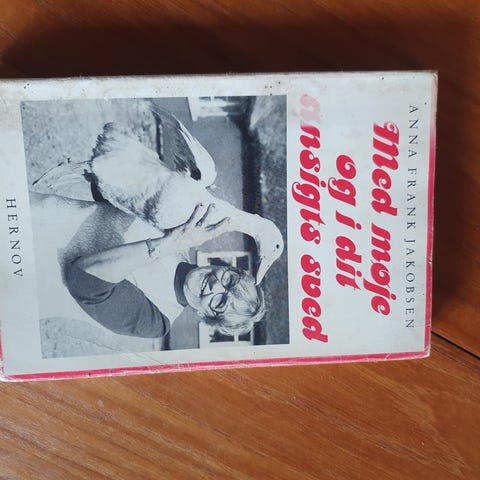 ANNA FRANK JAKOBSEN
Med møje
og i dit
ansigts sved
HERNOV